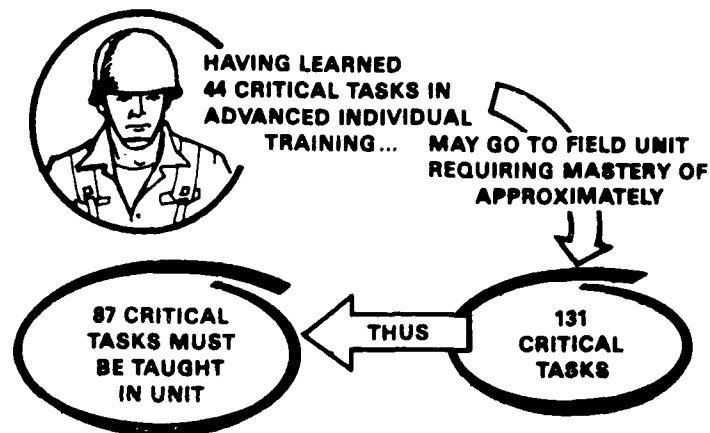 HAVING LEARNED
44 CRITICAL TASKS IN
ADVANCED INDIVIDUAL
TRAINING...
MAY GO TO FIELD UNIT
REQUIRING MASTERY OF
APPROXIMATELY
131
CRITICAL
TASKS
THUS
87 CRITICAL
TASKS MUST
BE TAUGHT
IN UNIT